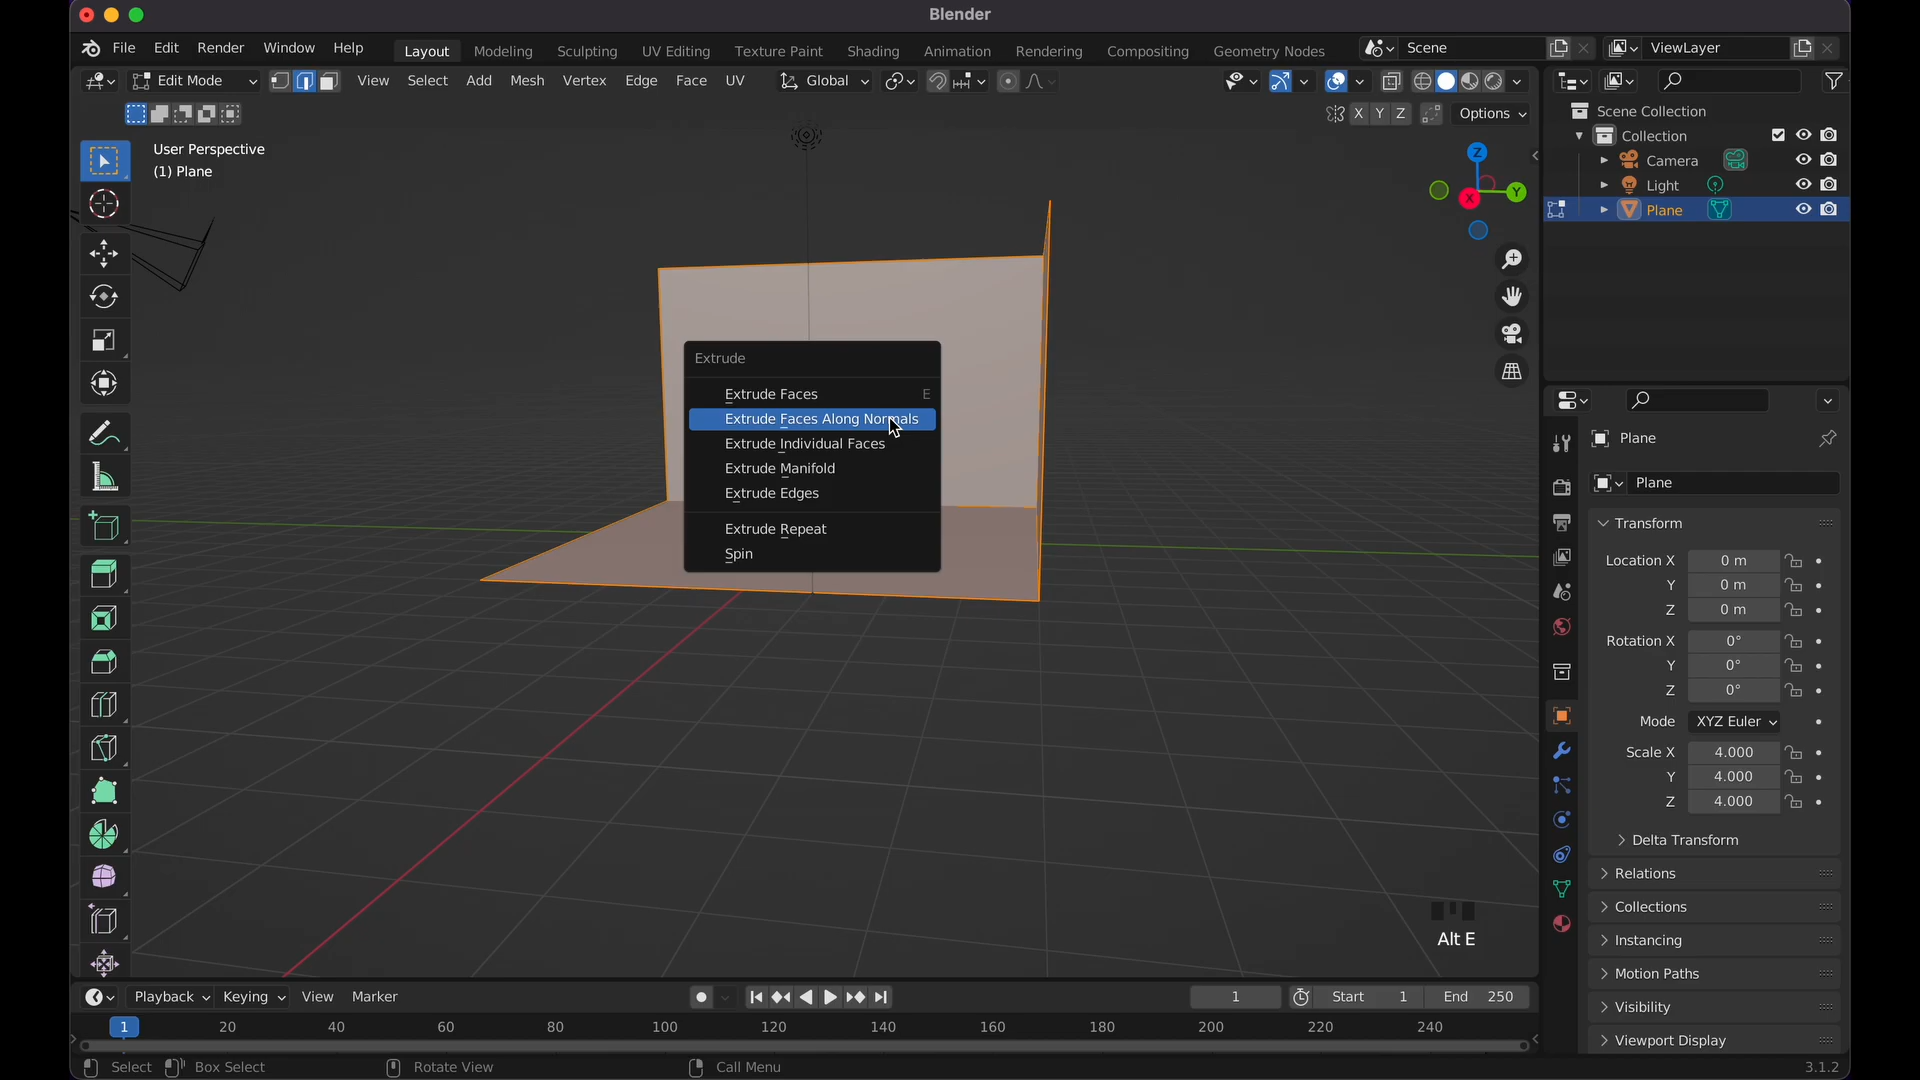 Blender
File Edit Render Window Help Layout Modeling Sculpting UV Editing Texture Paint Shading Animation Rendering Compositing Geometry Nodes Scene ViewLayer
Edit Mode View Select Add Mesh Vertex Edge Face UV Global
X Y Z Options
User Perspective
(1) Plane
Z
Y
X
Scene Collection
Collection
Camera
Light
Plane
Extrude
Extrude Faces E
Extrude Faces Along Normals
Extrude Individual Faces
Extrude Manifold
Extrude Edges
Extrude Repeat
Spin
Alt E
Plane
Plane
Transform
Location X 0 m
Y 0 m
Z 0 m
Rotation X 0°
Y 0°
Z 0°
Mode XYZ Euler
Scale X 4.000
Y 4.000
Z 4.000
Delta Transform
Relations
Collections
Instancing
Motion Paths
Visibility
Viewport Display
Playback Keying View Marker 1 Start 1 End 250
1 20 40 60 80 100 120 140 160 180 200 220 240
Select Box Select Rotate View Call Menu 3.1.2